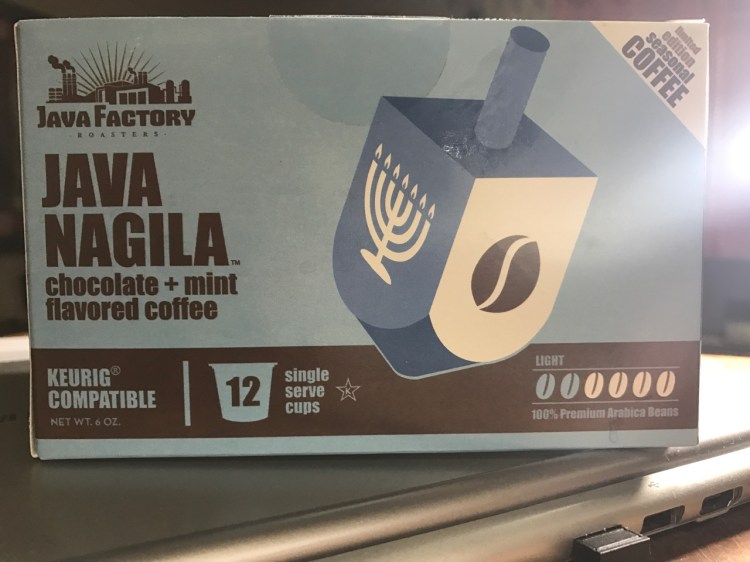 JAVA FACTORY
ROASTERS
limited
edition
seasonal
COFFEE
JAVA
NAGILA™
chocolate + mint
flavored coffee
KEURIG®
COMPATIBLE
NET WT. 6 OZ.
12
single
serve
cups
K
LIGHT
100% Premium Arabica Beans